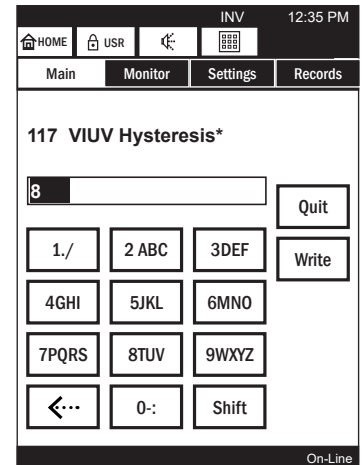 INV 12:35 PM
HOME USR
Main Monitor Settings Records
117 VIUV Hysteresis*
8
Quit
1./ 2 ABC 3DEF
Write
4GHI 5JKL 6MNO
7PQRS 8TUV 9WXYZ
0-: Shift
On-Line